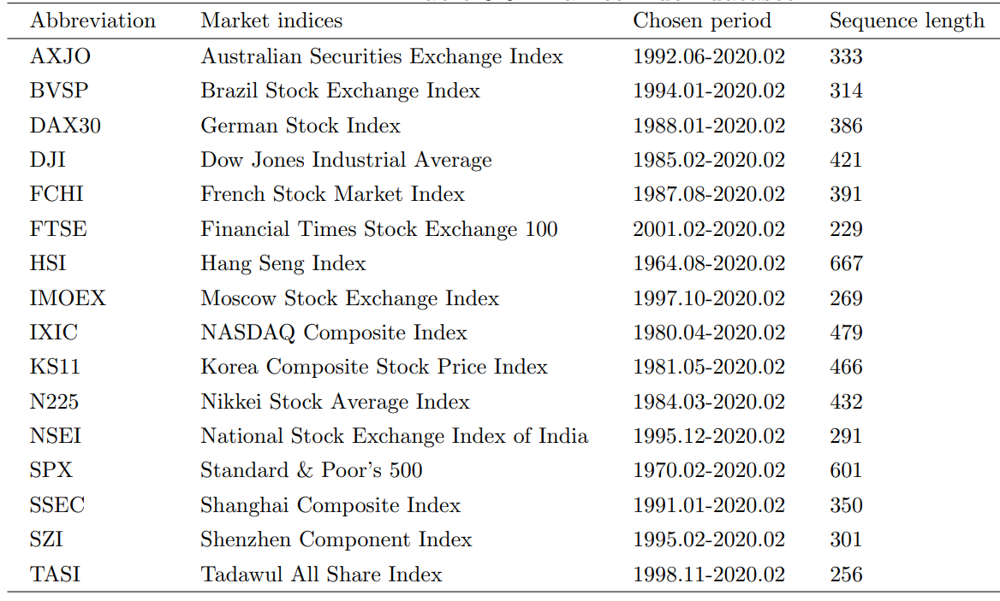 Abbreviation Market indices Chosen period Sequence length
AXJO Australian Securities Exchange Index 1992.06-2020.02 333
BVSP Brazil Stock Exchange Index 1994.01-2020.02 314
DAX30 German Stock Index 1988.01-2020.02 386
DJI Dow Jones Industrial Average 1985.02-2020.02 421
FCHI French Stock Market Index 1987.08-2020.02 391
FTSE Financial Times Stock Exchange 100 2001.02-2020.02 229
HSI Hang Seng Index 1964.08-2020.02 667
IMOEX Moscow Stock Exchange Index 1997.10-2020.02 269
IXIC NASDAQ Composite Index 1980.04-2020.02 479
KS11 Korea Composite Stock Price Index 1981.05-2020.02 466
N225 Nikkei Stock Average Index 1984.03-2020.02 432
NSEI National Stock Exchange Index of India 1995.12-2020.02 291
SPX Standard & Poor's 500 1970.02-2020.02 601
SSEC Shanghai Composite Index 1991.01-2020.02 350
SZI Shenzhen Component Index 1995.02-2020.02 301
TASI Tadawul All Share Index 1998.11-2020.02 256